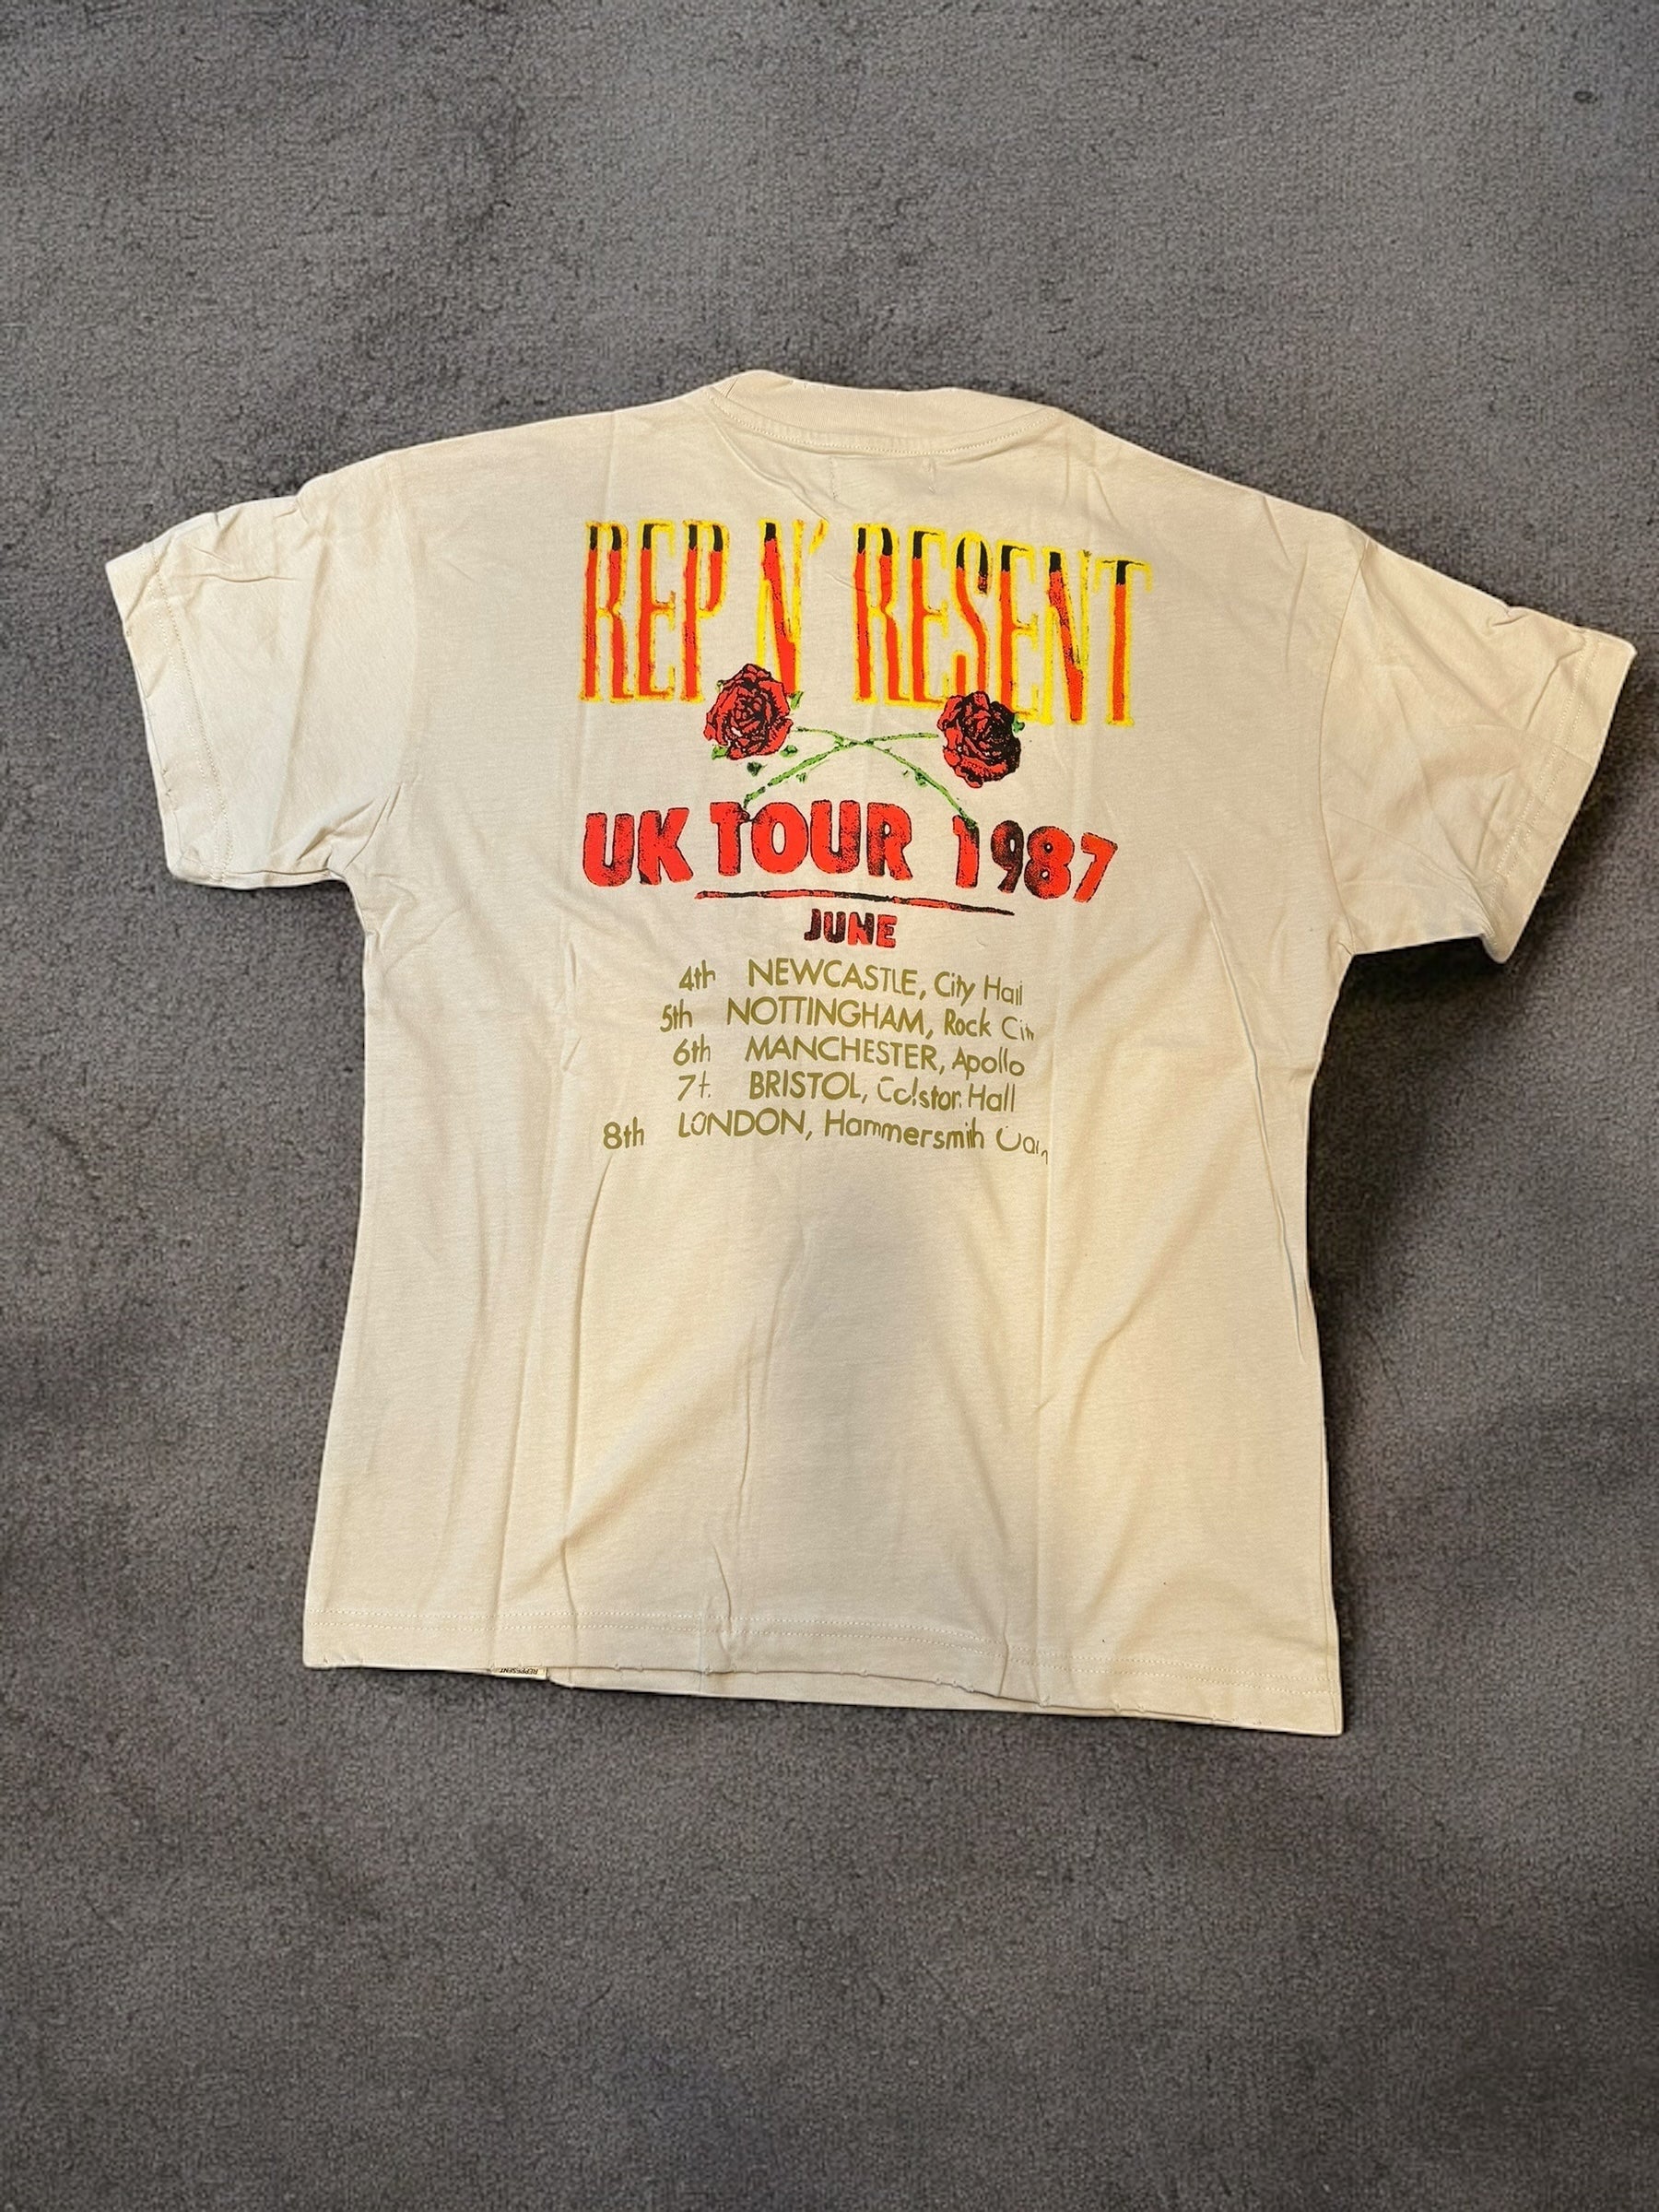 REP N' RESENT
UK TOUR 1987
JUNE
4th NEWCASTLE, City Hall
5th NOTTINGHAM, Rock City
6th MANCHESTER, Apollo
BRISTOL, Colston Hall
8th LONDON, Hammersmith
REPRESENT